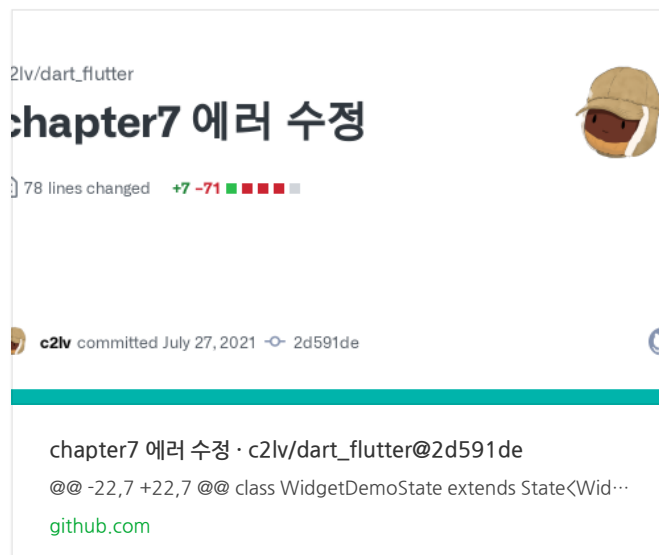 2lv/dart_flutter
chapter7 에러 수정
78 lines changed +7 −71
c2lv committed July 27, 2021 2d591de
chapter7 에러 수정 · c2lv/dart_flutter@2d591de
@@ -22,7 +22,7 @@ class WidgetDemoState extends State<Wid…
github.com